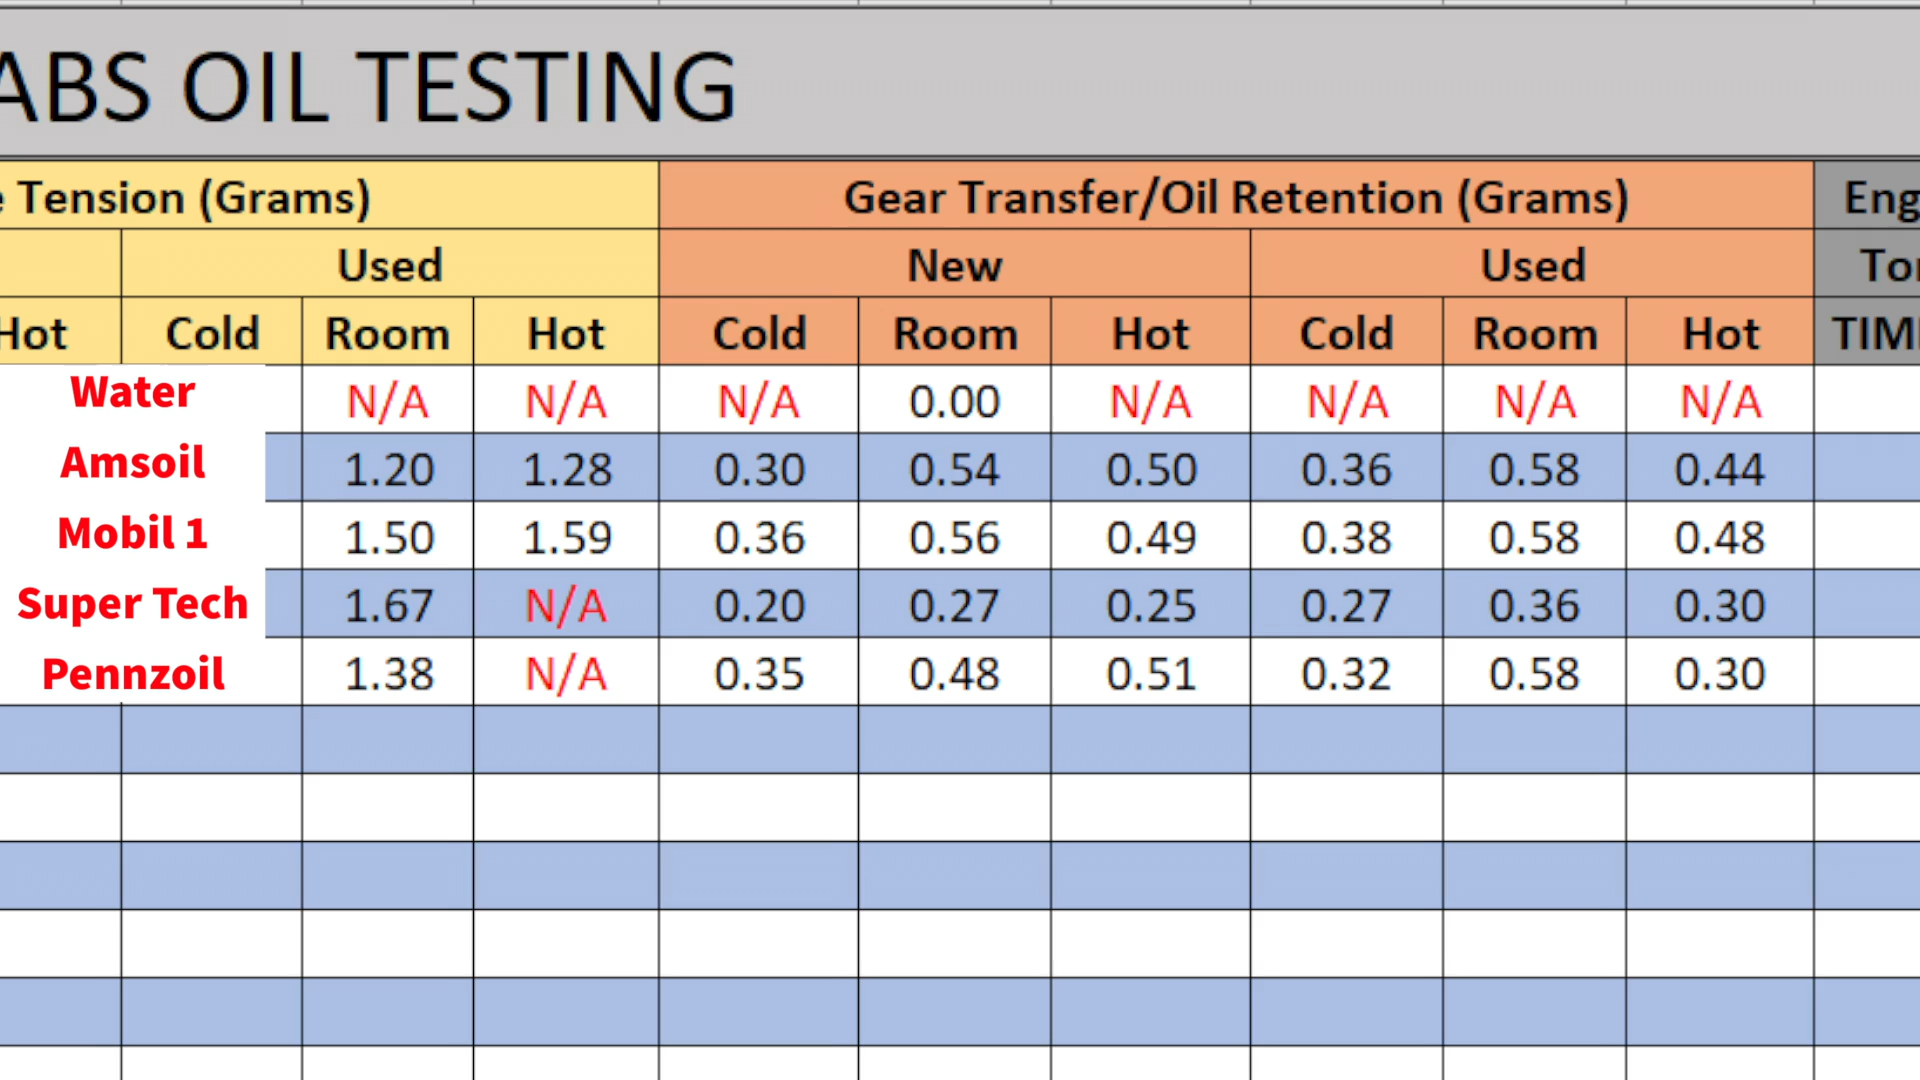 ABS OIL TESTING
Tension (Grams) Gear Transfer/Oil Retention (Grams)
Used New Used
Hot Cold Room Hot Cold Room Hot Cold Room Hot
Water N/A N/A N/A 0.00 N/A N/A N/A N/A
Amsoil 1.20 1.28 0.30 0.54 0.50 0.36 0.58 0.44
Mobil 1 1.50 1.59 0.36 0.56 0.49 0.38 0.58 0.48
Super Tech 1.67 N/A 0.20 0.27 0.25 0.27 0.36 0.30
Pennzoil 1.38 N/A 0.35 0.48 0.51 0.32 0.58 0.30